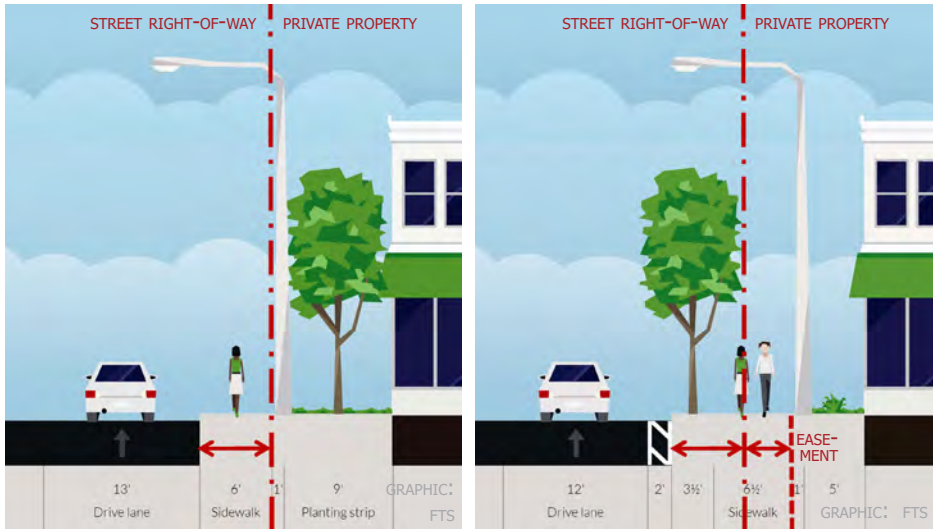 STREET RIGHT-OF-WAY PRIVATE PROPERTY
13' 6' 1' 9'
Drive lane Sidewalk Planting strip
GRAPHIC:
FTS
STREET RIGHT-OF-WAY PRIVATE PROPERTY
EASE-
MENT
12' 2' 3½' 6½' 1' 5'
Drive lane Sidewalk
GRAPHIC: FTS